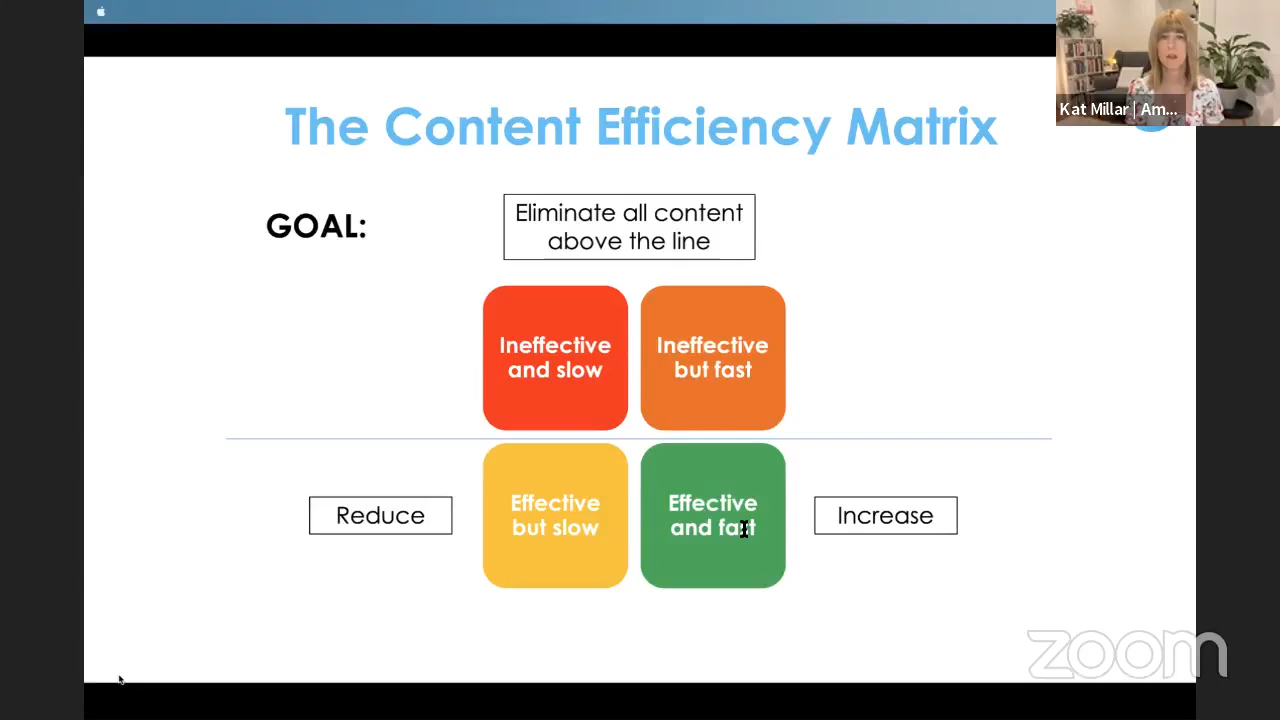 Kat Millar | Am...
The Content Efficiency Matrix
GOAL:
Eliminate all content
above the line
Ineffective
and slow
Ineffective
but fast
Reduce
Effective
but slow
Effective
and fast
Increase
zoom